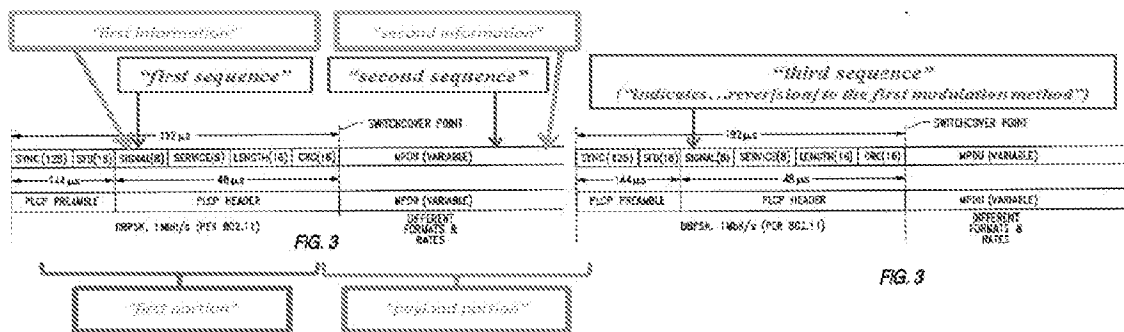 "first information"
"second information"
"first sequence"
"second sequence"
"third sequence"
("indicates...rever[sion] to the first modulation method")
192 μs
SWITCHOVER POINT
SYNC(128) SFD(16) SIGNAL(8) SERVICE(8) LENGTH(16) CRC(16) MPDU (VARIABLE)
144 μs
48 μs
PLCP PREAMBLE PLCP HEADER MPDU (VARIABLE)
DBPSK, 1Mbit/s (PER 802.11)
DIFFERENT
FORMATS &
RATES
FIG. 3
"first portion"
"payload portion"
192 μs
SWITCHOVER POINT
SYNC(128) SFD(16) SIGNAL(8) SERVICE(8) LENGTH(16) CRC(16) MPDU (VARIABLE)
144 μs
48 μs
PLCP PREAMBLE PLCP HEADER MPDU (VARIABLE)
DBPSK, 1Mbit/s (PER 802.11)
DIFFERENT
FORMATS &
RATES
FIG. 3